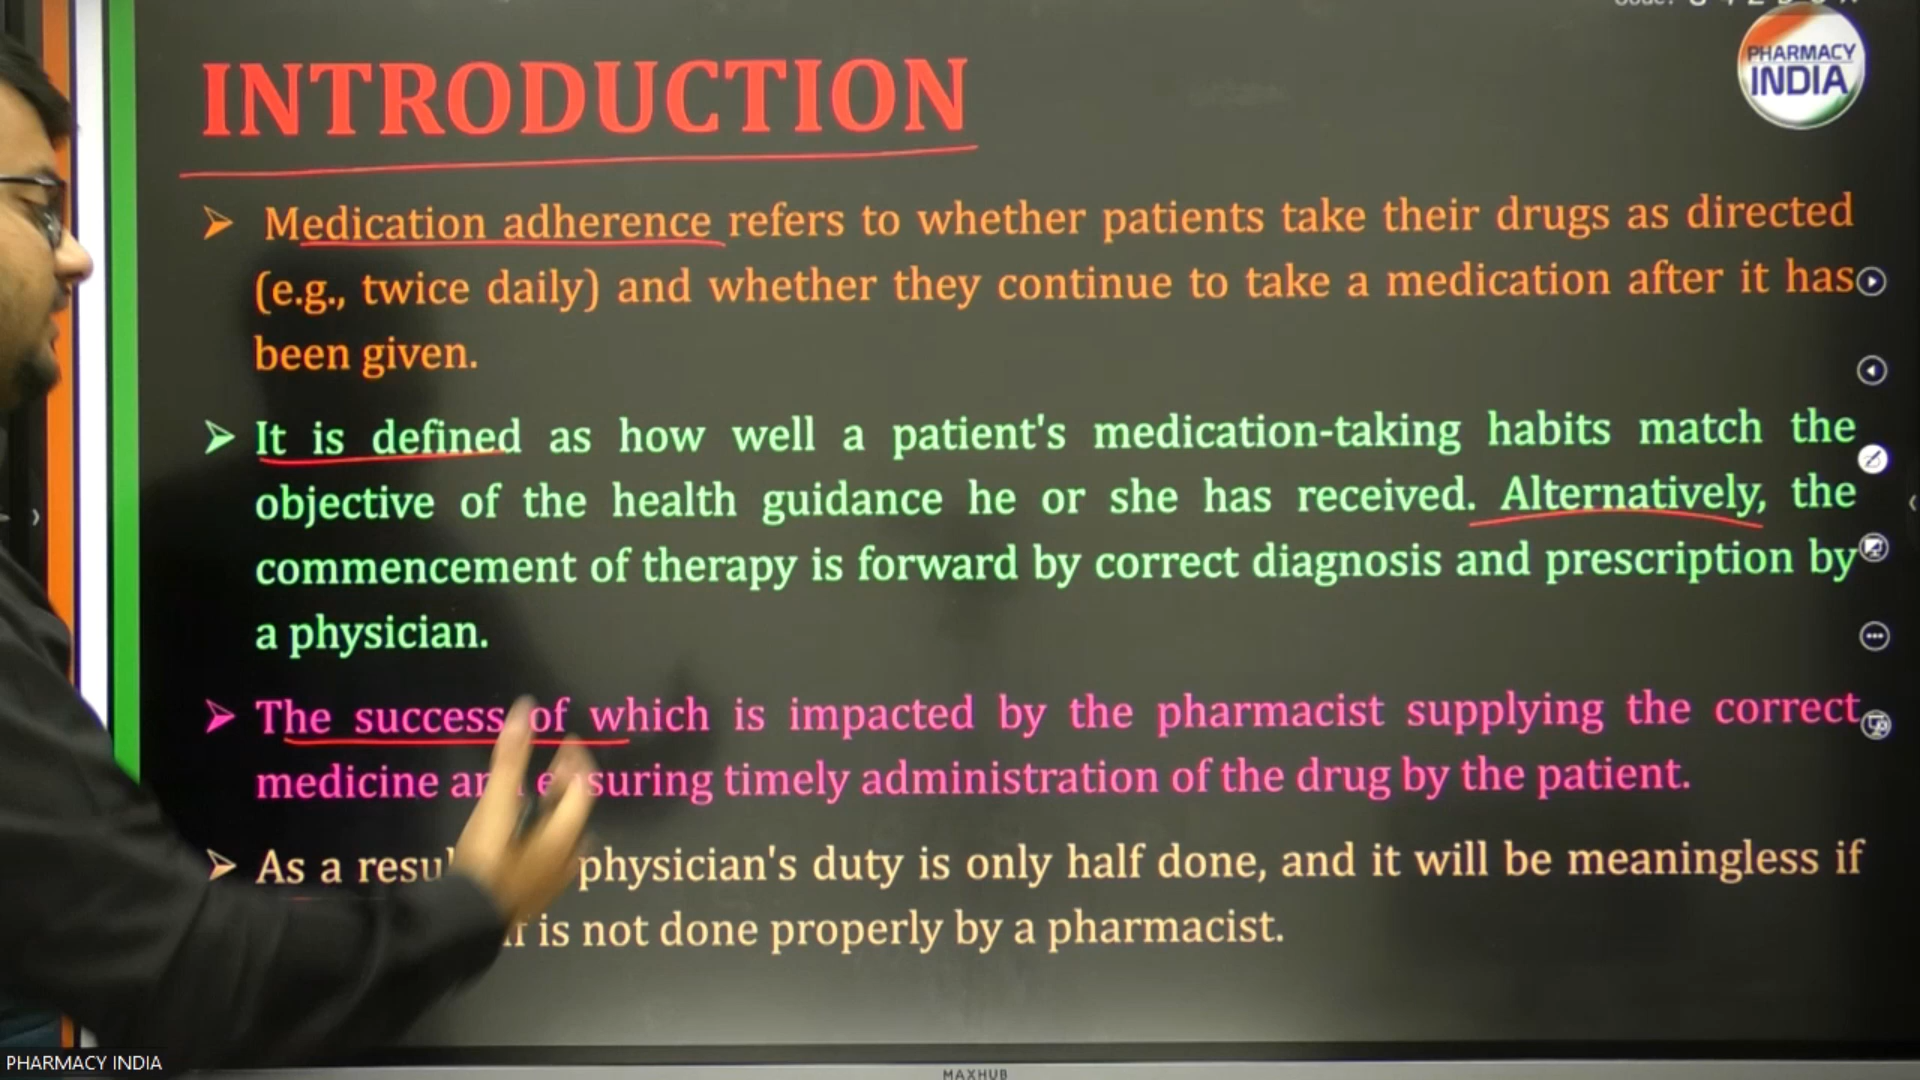 PHARMACY
INDIA
INTRODUCTION
➢ Medication adherence refers to whether patients take their drugs as directed
(e.g., twice daily) and whether they continue to take a medication after it has
been given.
➢ It is defined as how well a patient's medication-taking habits match the
objective of the health guidance he or she has received. Alternatively, the
commencement of therapy is forward by correct diagnosis and prescription by
a physician.
➢ The success of which is impacted by the pharmacist supplying the correct
medicine suring timely administration of the drug by the patient.
➢ As a resu physician's duty is only half done, and it will be meaningless if
is not done properly by a pharmacist.
PHARMACY INDIA
MAXHUB